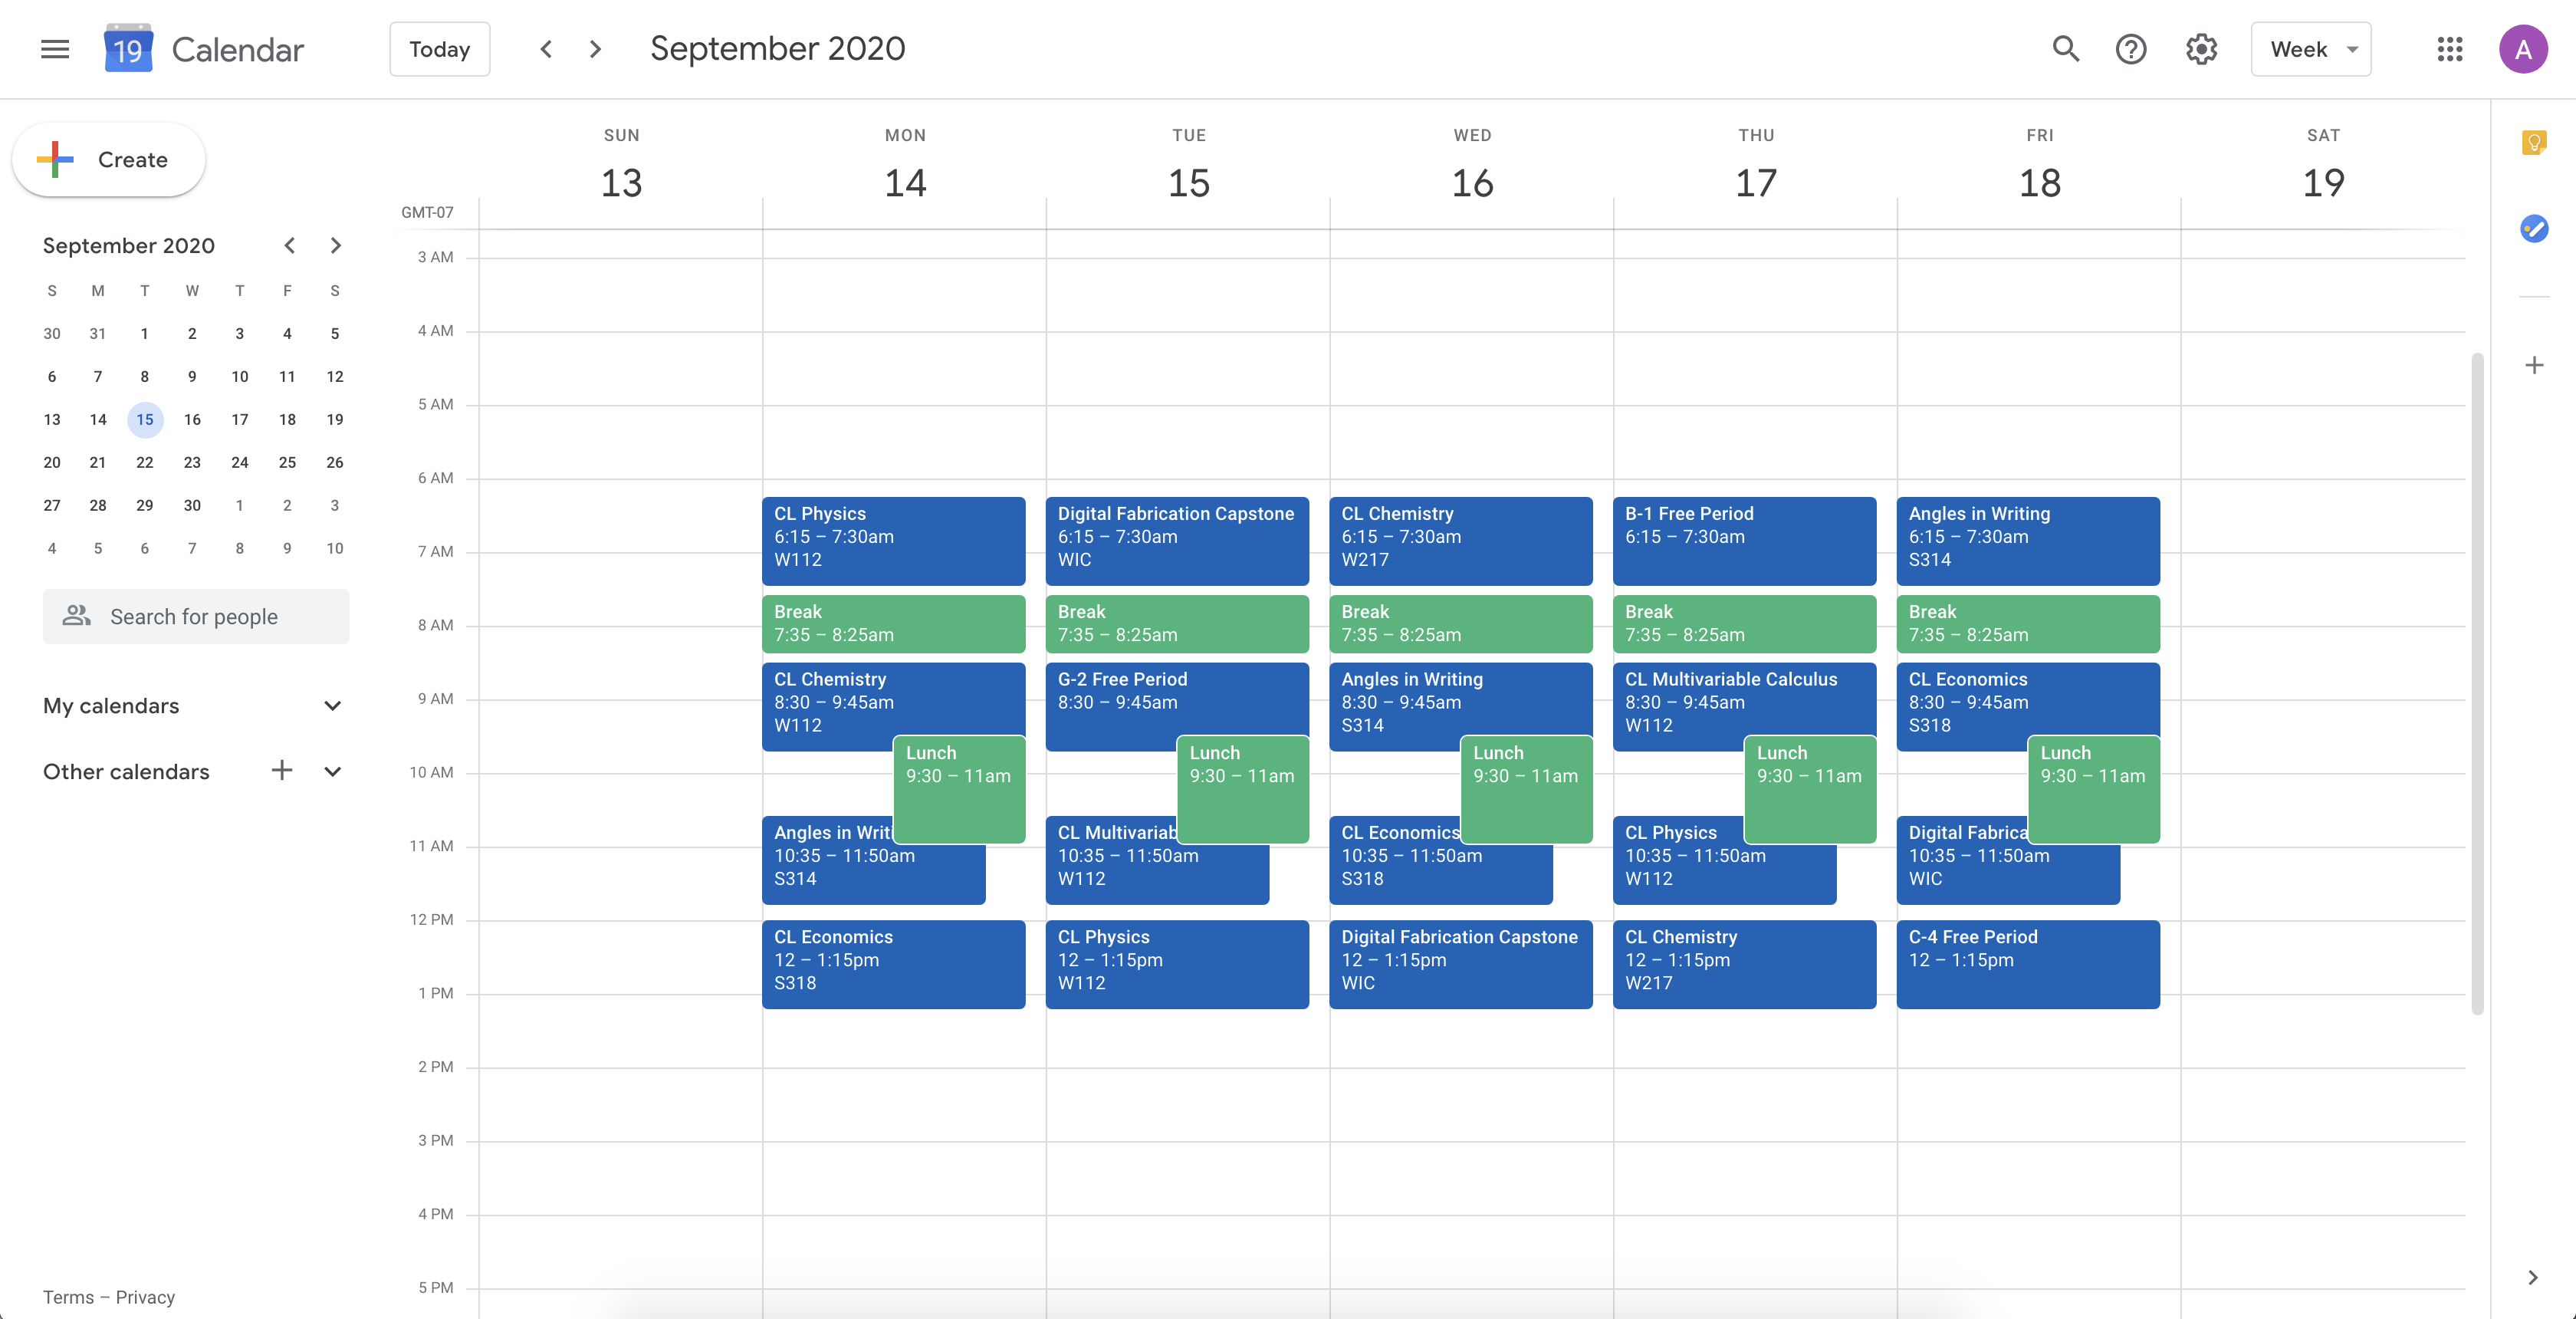 19 Calendar Today September 2020 Week A
Create
September 2020
S M T W T F S
30 31 1 2 3 4 5
6 7 8 9 10 11 12
13 14 15 16 17 18 19
20 21 22 23 24 25 26
27 28 29 30 1 2 3
4 5 6 7 8 9 10
Search for people
My calendars
Other calendars
Terms – Privacy
SUN MON TUE WED THU FRI SAT
13 14 15 16 17 18 19
GMT-07
3 AM
4 AM
5 AM
6 AM
7 AM
8 AM
9 AM
10 AM
11 AM
12 PM
1 PM
2 PM
3 PM
4 PM
5 PM
CL Physics
6:15 – 7:30am
W112
Break
7:35 – 8:25am
CL Chemistry
8:30 – 9:45am
W112
Lunch
9:30 – 11am
Angles in Writi
10:35 – 11:50am
S314
CL Economics
12 – 1:15pm
S318
Digital Fabrication Capstone
6:15 – 7:30am
WIC
Break
7:35 – 8:25am
G-2 Free Period
8:30 – 9:45am
Lunch
9:30 – 11am
CL Multivariab
10:35 – 11:50am
W112
CL Physics
12 – 1:15pm
W112
CL Chemistry
6:15 – 7:30am
W217
Break
7:35 – 8:25am
Angles in Writing
8:30 – 9:45am
S314
Lunch
9:30 – 11am
CL Economics
10:35 – 11:50am
S318
Digital Fabrication Capstone
12 – 1:15pm
WIC
B-1 Free Period
6:15 – 7:30am
Break
7:35 – 8:25am
CL Multivariable Calculus
8:30 – 9:45am
W112
Lunch
9:30 – 11am
CL Physics
10:35 – 11:50am
W112
CL Chemistry
12 – 1:15pm
W217
Angles in Writing
6:15 – 7:30am
S314
Break
7:35 – 8:25am
CL Economics
8:30 – 9:45am
S318
Lunch
9:30 – 11am
Digital Fabrica
10:35 – 11:50am
WIC
C-4 Free Period
12 – 1:15pm